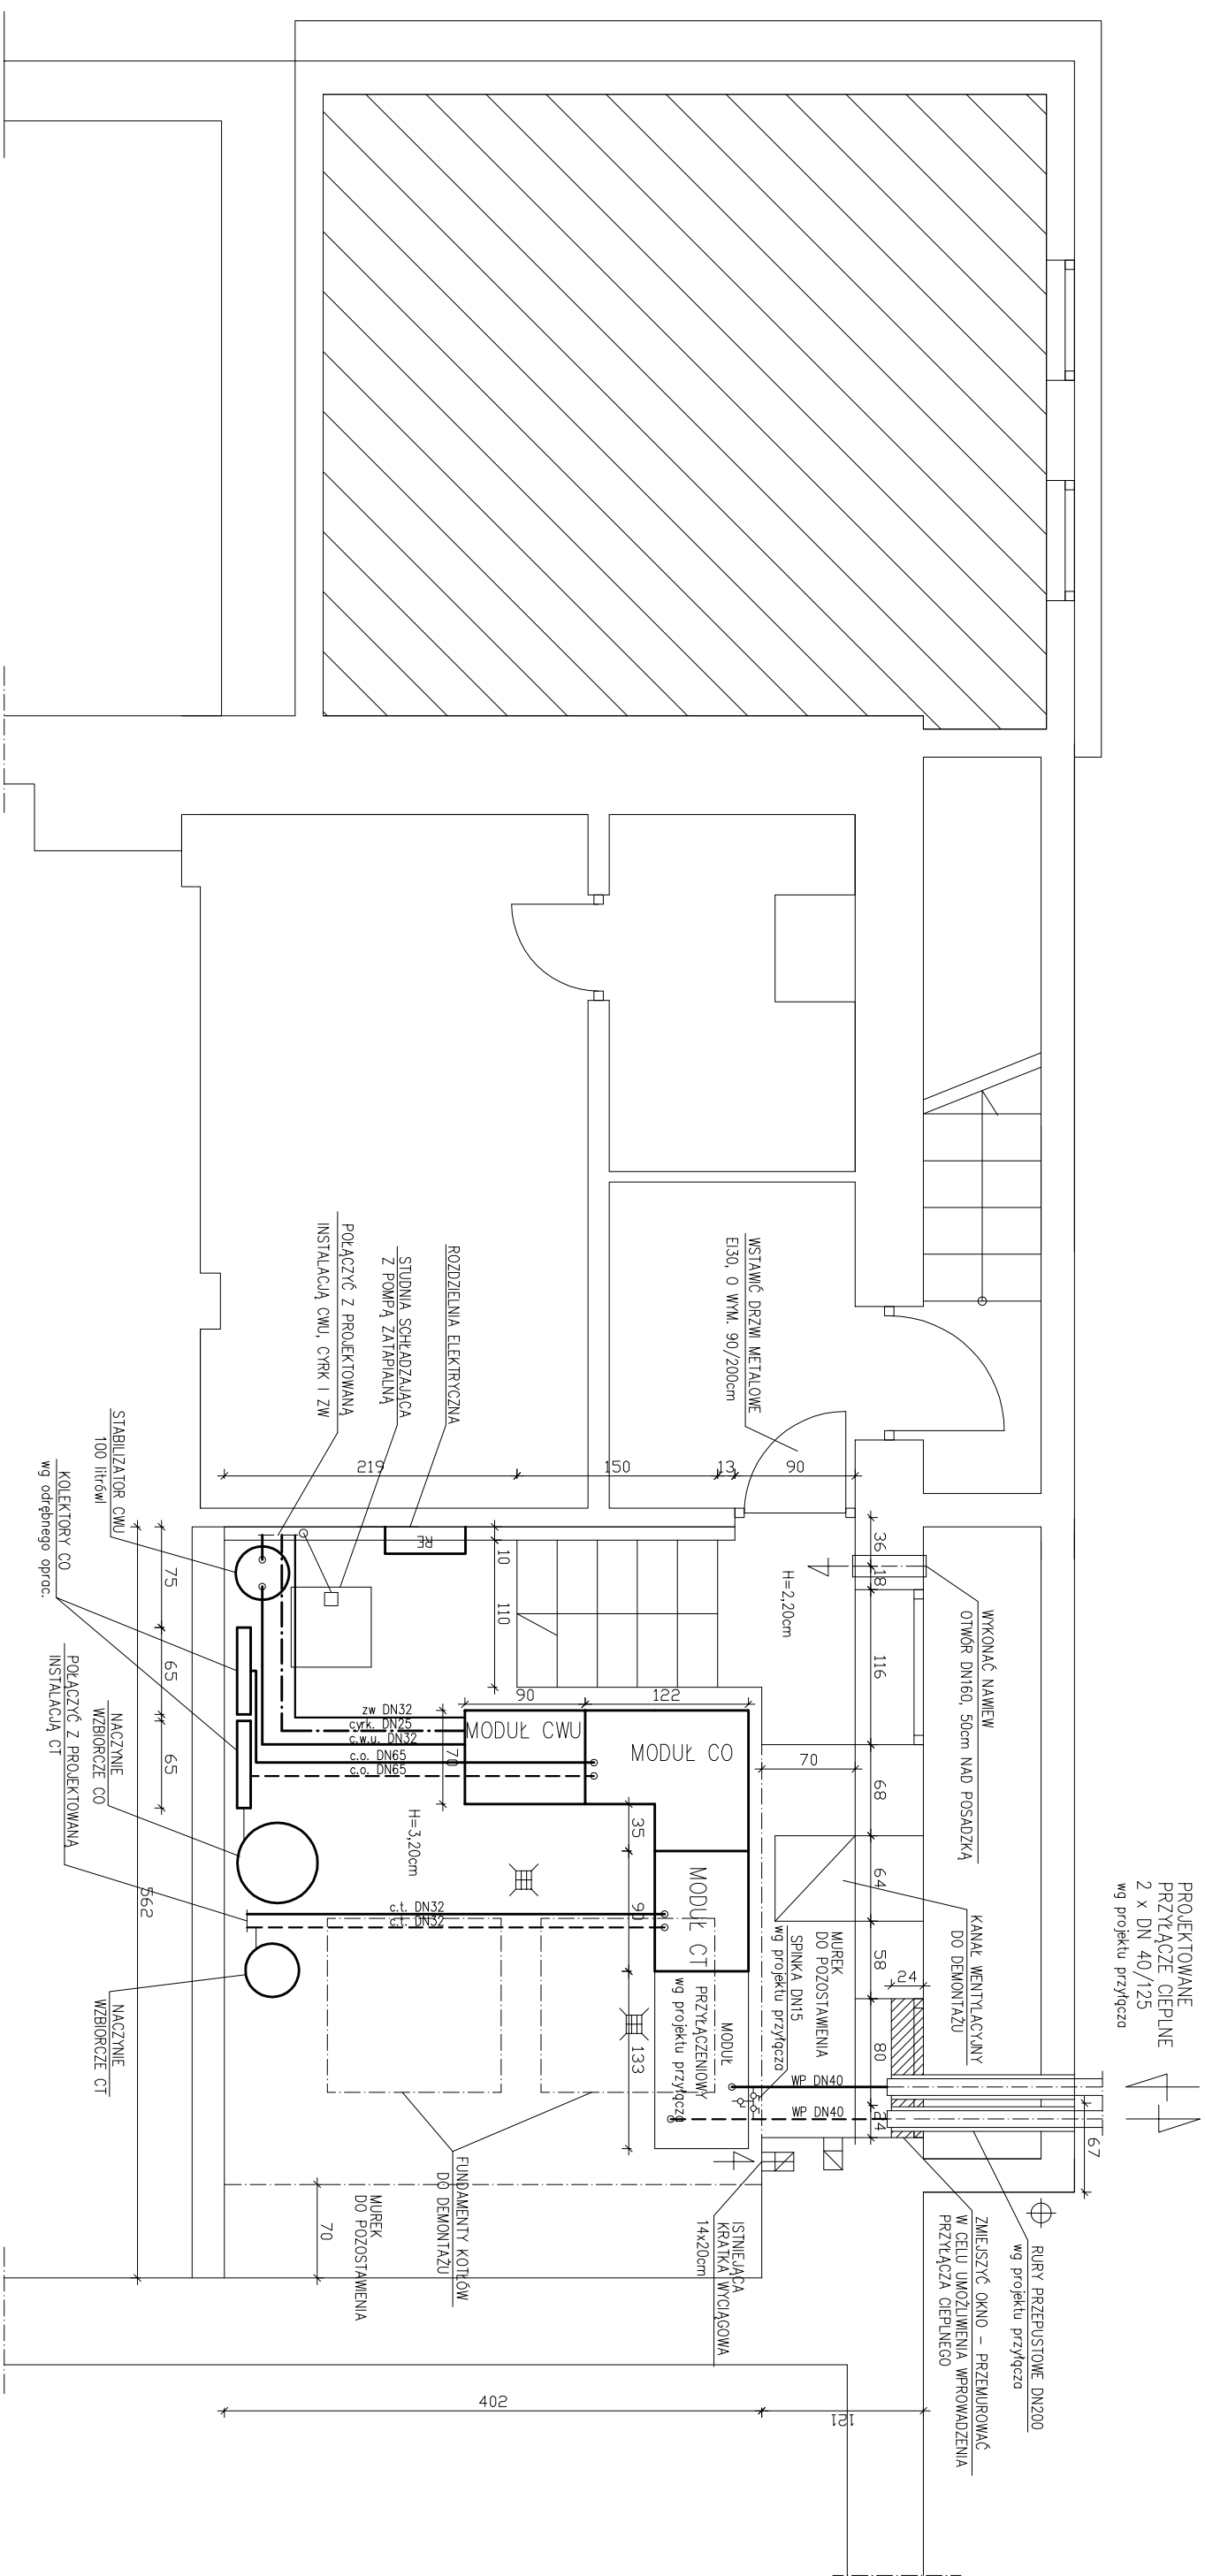 PROJEKTOWANE
PRZYŁĄCZE CIEPLNE
2 x DN 40/125
wg projektu przyłącza
RURY PRZEPUSTOWE DN200
wg projektu przyłącza
ZMIEJSZYĆ OKNO – PRZEMUROWAĆ
W CELU UMOŻLIWIENIA WPROWADZENIA
PRZYŁĄCZA CIEPLNEGO
67
WYKONAĆ NAWIEW
OTWÓR DN160, 50cm NAD POSADZKĄ
KANAŁ WENTYLACYJNY
DO DEMONTAŻU
24
36
18
116
68
64
58
80
H=2,20cm
70
MUREK
DO POZOSTAWIENIA
SPINKA DN15
wg projektu przyłącza
WP DN40
WP DN40
121
WSTAWIĆ DRZWI METALOWE
EI30, O WYM. 90/200cm
90
13
150
219
ISTNIEJĄCA
KRATKA WYCIĄGOWA
14x20cm
MODUŁ
PRZYŁĄCZENIOWY
wg projektu przyłącza
MODUŁ CT
MODUŁ CO
MODUŁ CWU
122
90
70
35
90
133
10
110
402
ROZDZIELNIA ELEKTRYCZNA
STUDNIA SCHŁADZAJĄCA
Z POMPĄ ZATAPIALNĄ
POŁĄCZYĆ Z PROJEKTOWANĄ
INSTALACJĄ CWU, CYRK I ZW
RE
zw DN32
cyrk. DN25
c.w.u. DN32
c.o. DN65
c.o. DN65
H=3,20cm
c.t. DN32
c.t. DN32
FUNDAMENTY KOTŁÓW
DO DEMONTAŻU
MUREK
DO POZOSTAWIENIA
70
STABILIZATOR CWU
100 litrówl
KOLEKTORY CO
wg odrębnego oprac.
POŁĄCZYĆ Z PROJEKTOWANĄ
INSTALACJĄ CT
NACZYNIE
WZBIORCZE CO
NACZYNIE
WZBIORCZE CT
75
65
65
562